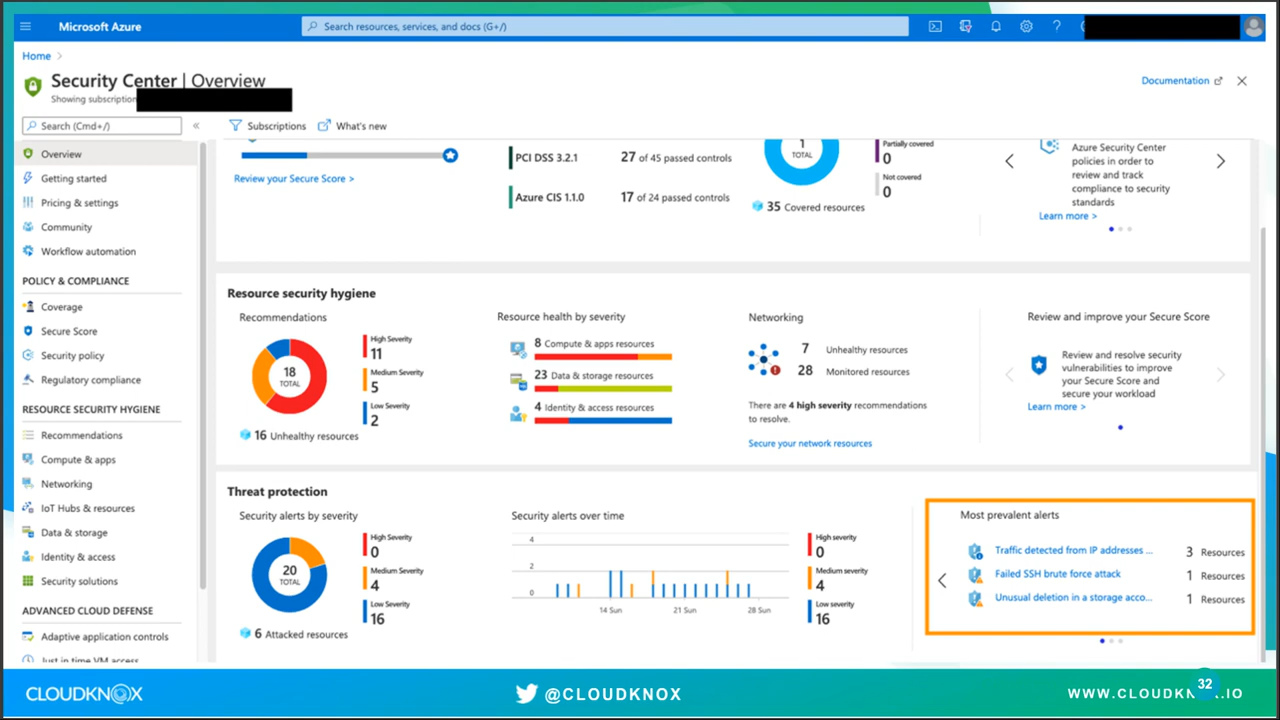 Microsoft Azure
Search resources, services, and docs (G+/)
Home
Security Center | Overview
Showing subscription
Documentation
Search (Cmd+/)
Subscriptions
What's new
Overview
Getting started
Pricing & settings
Community
Workflow automation
POLICY & COMPLIANCE
Coverage
Secure Score
Security policy
Regulatory compliance
RESOURCE SECURITY HYGIENE
Recommendations
Compute & apps
Networking
IoT Hubs & resources
Data & storage
Identity & access
Security solutions
ADVANCED CLOUD DEFENSE
Adaptive application controls
Just in time VM access
Review your Secure Score >
PCI DSS 3.2.1 27 of 45 passed controls
Azure CIS 1.1.0 17 of 24 passed controls
1
TOTAL
Partially covered
0
Not covered
0
35 Covered resources
Azure Security Center
policies in order to
review and track
compliance to security
standards
Learn more >
Resource security hygiene
Recommendations
18
TOTAL
High Severity
11
Medium Severity
5
Low Severity
2
16 Unhealthy resources
Resource health by severity
8 Compute & apps resources
23 Data & storage resources
4 Identity & access resources
Networking
7 Unhealthy resources
28 Monitored resources
There are 4 high severity recommendations
to resolve.
Secure your network resources
Review and improve your Secure Score
Review and resolve security
vulnerabilities to improve
your Secure Score and
secure your workload
Learn more >
Threat protection
Security alerts by severity
20
TOTAL
High Severity
0
Medium Severity
4
Low Severity
16
6 Attacked resources
Security alerts over time
4
2
0
14 Sun 21 Sun 28 Sun
High severity
0
Medium severity
4
Low severity
16
Most prevalent alerts
Traffic detected from IP addresses ... 3 Resources
Failed SSH brute force attack 1 Resources
Unusual deletion in a storage acco... 1 Resources
CLOUDKNOX
@CLOUDKNOX
32
WWW.CLOUDKNOX.IO